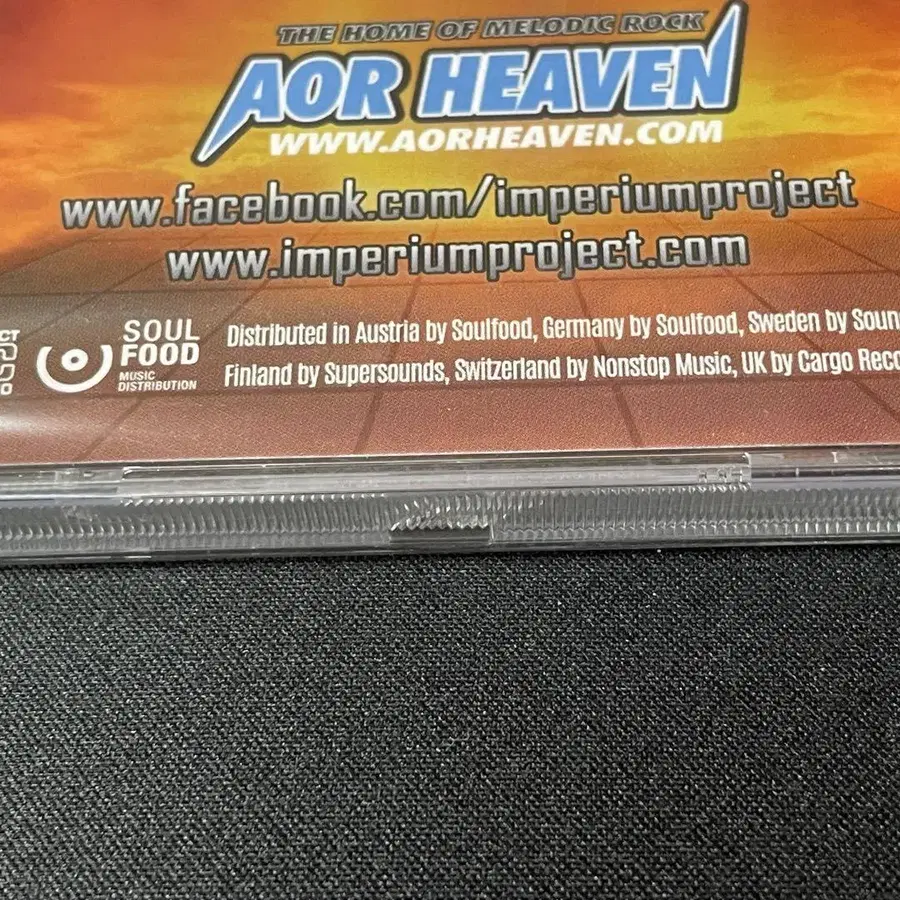 THE HOME OF MELODIC ROCK
AOR HEAVEN
WWW.AORHEAVEN.COM
www.facebook.com/imperiumproject
www.imperiumproject.com
SOUL
FOOD
MUSIC
DISTRIBUTION
Distributed in Austria by Soulfood, Germany by Soulfood, Sweden by Soun
Finland by Supersounds, Switzerland by Nonstop Music, UK by Cargo Reco